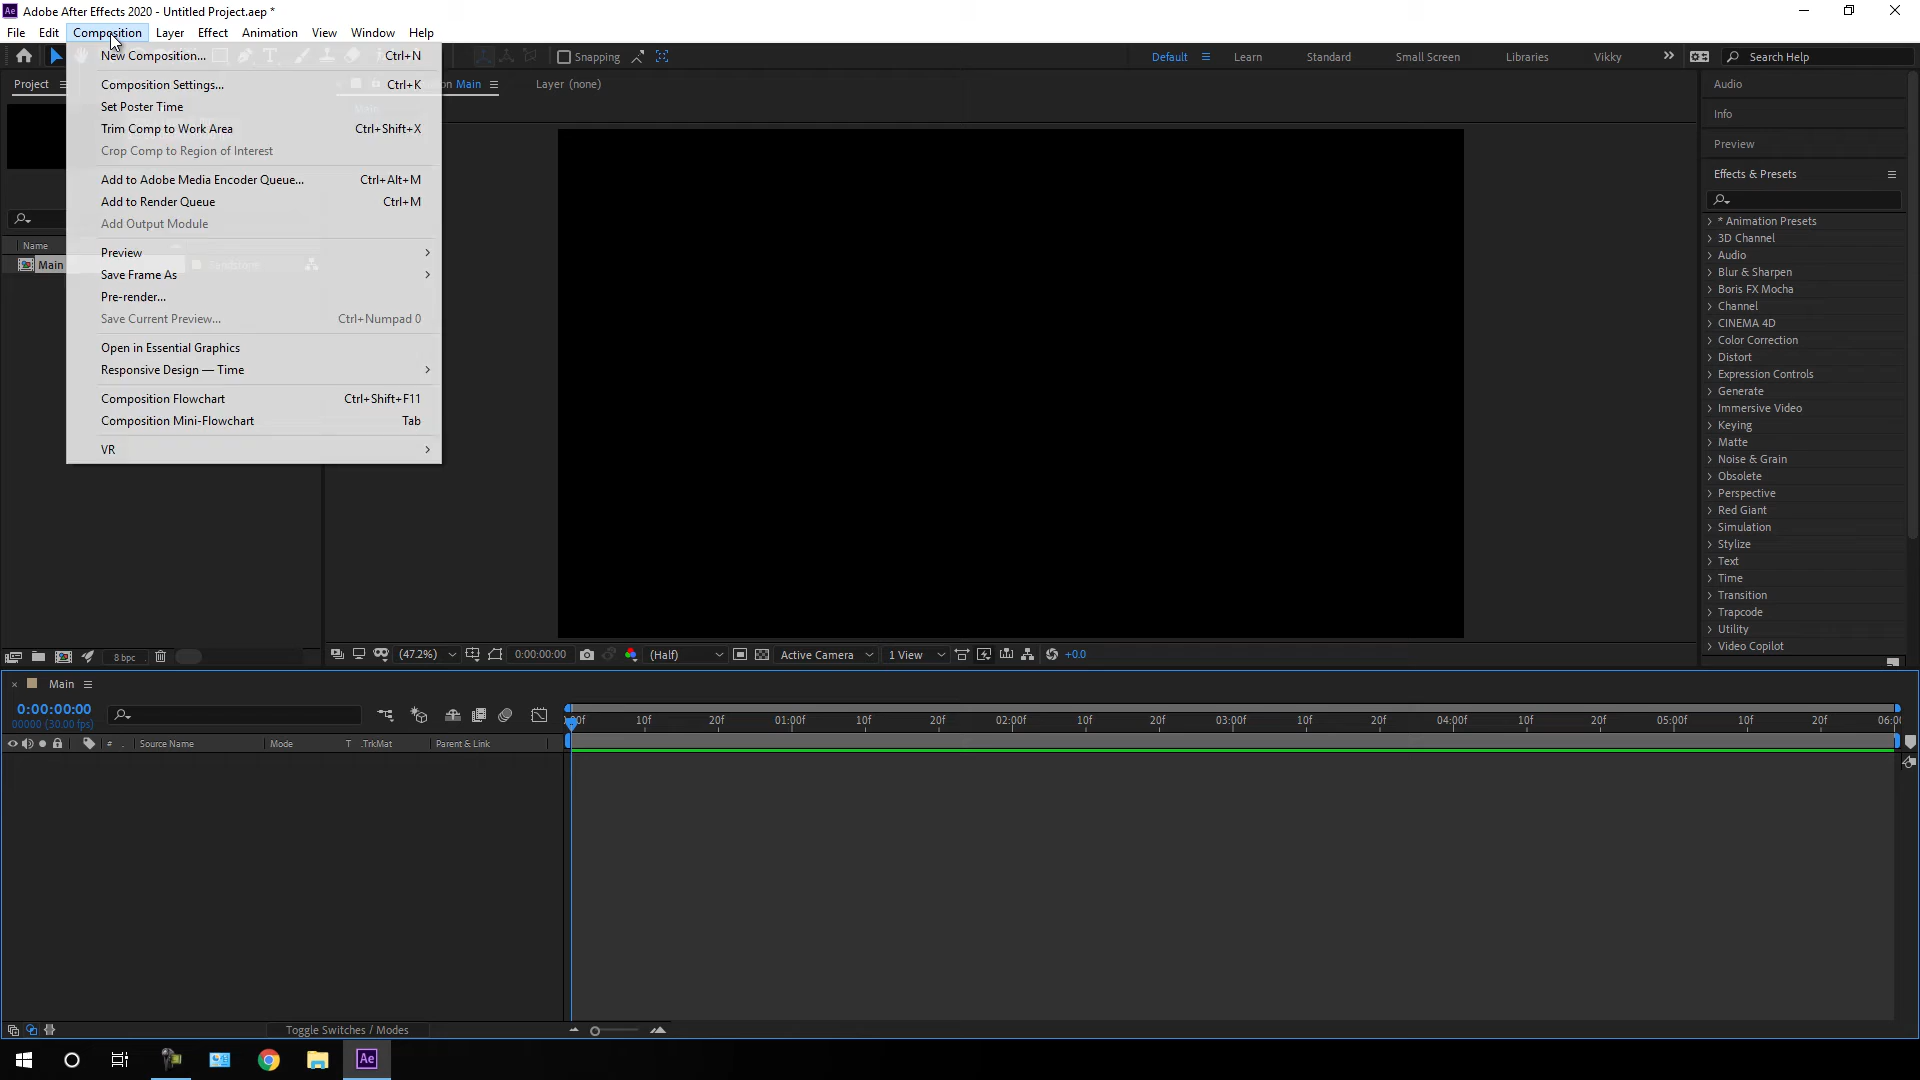 Adobe After Effects 2020 - Untitled Project.aep *
File Edit Composition Layer Effect Animation View Window Help
New Composition... Ctrl+N
Composition Settings... Ctrl+K
Set Poster Time
Trim Comp to Work Area Ctrl+Shift+X
Crop Comp to Region of Interest
Add to Adobe Media Encoder Queue... Ctrl+Alt+M
Add to Render Queue Ctrl+M
Add Output Module
Preview
Save Frame As
Pre-render...
Save Current Preview... Ctrl+Numpad 0
Open in Essential Graphics
Responsive Design — Time
Composition Flowchart Ctrl+Shift+F11
Composition Mini-Flowchart Tab
VR
Snapping
Default Learn Standard Small Screen Libraries Vikky
Search Help
Project
Main
Layer (none)
Name
Main
8 bpc
(47.2%) 0:00:00:00 (Half) Active Camera 1 View +0.0
Audio
Info
Preview
Effects & Presets
* Animation Presets
3D Channel
Audio
Blur & Sharpen
Boris FX Mocha
Channel
CINEMA 4D
Color Correction
Distort
Expression Controls
Generate
Immersive Video
Keying
Matte
Noise & Grain
Obsolete
Perspective
Red Giant
Simulation
Stylize
Text
Time
Transition
Trapcode
Utility
Video Copilot
Main
0:00:00:00
00000 (30.00 fps)
10f 20f 01:00f 10f 20f 02:00f 10f 20f 03:00f 10f 20f 04:00f 10f 20f 05:00f 10f 20f
# Source Name Mode T .TrkMat Parent & Link
Toggle Switches / Modes
Ae